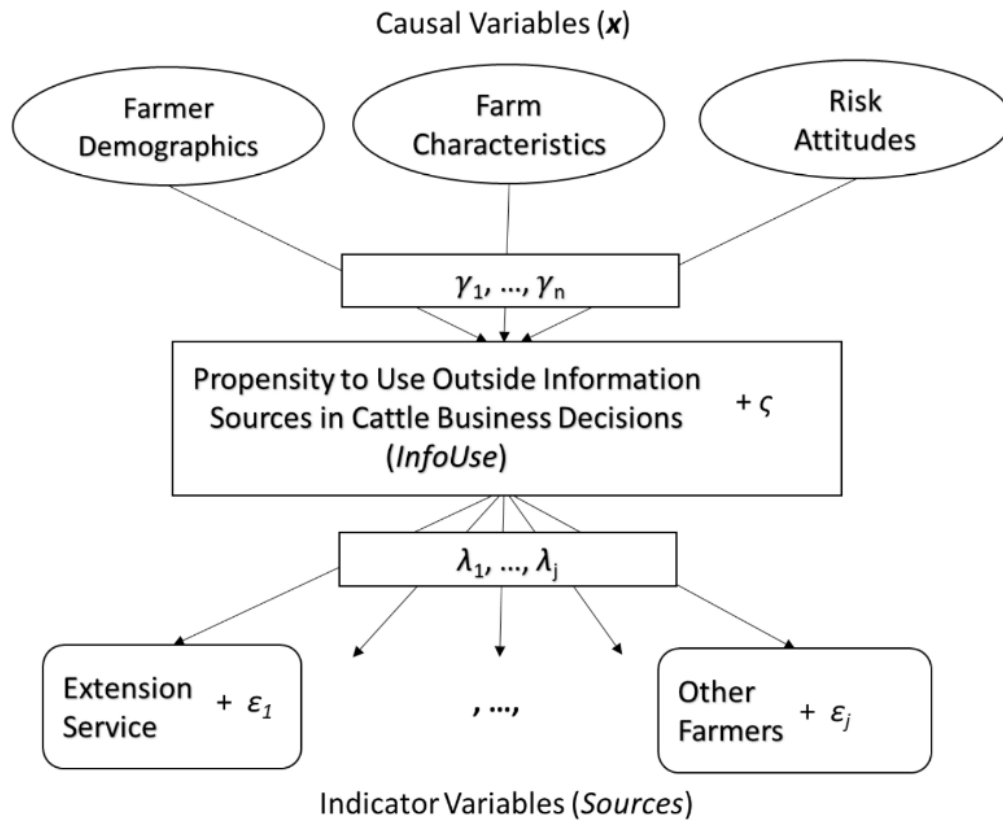 Causal Variables (x)
Farmer
Demographics
Farm
Characteristics
Risk
Attitudes
γ₁, ..., γₙ
Propensity to Use Outside Information
Sources in Cattle Business Decisions
(InfoUse)
+ ς
λ₁, ..., λⱼ
Extension
Service
+ ε₁
, ...,
Other
Farmers
+ εⱼ
Indicator Variables (Sources)